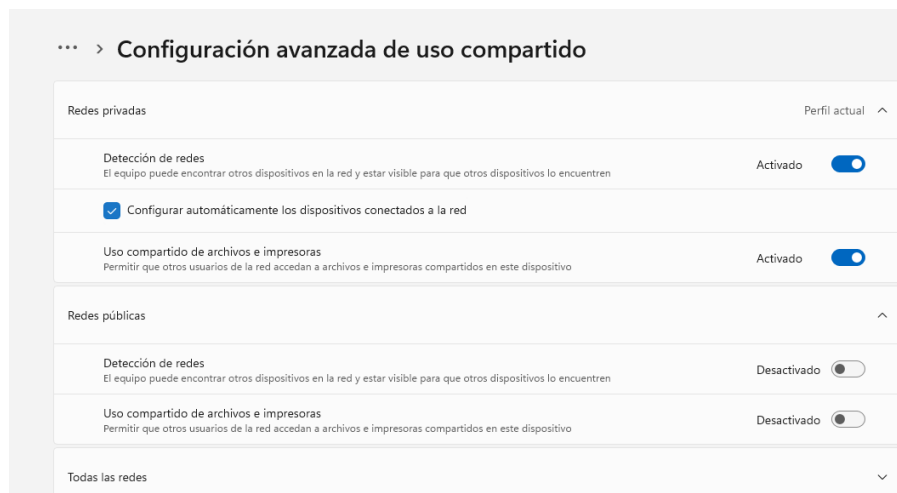 ... > Configuración avanzada de uso compartido
Redes privadas Perfil actual
Detección de redes
El equipo puede encontrar otros dispositivos en la red y estar visible para que otros dispositivos lo encuentren
Activado
Configurar automáticamente los dispositivos conectados a la red
Uso compartido de archivos e impresoras
Permitir que otros usuarios de la red accedan a archivos e impresoras compartidos en este dispositivo
Activado
Redes públicas
Detección de redes
El equipo puede encontrar otros dispositivos en la red y estar visible para que otros dispositivos lo encuentren
Desactivado
Uso compartido de archivos e impresoras
Permitir que otros usuarios de la red accedan a archivos e impresoras compartidos en este dispositivo
Desactivado
Todas las redes